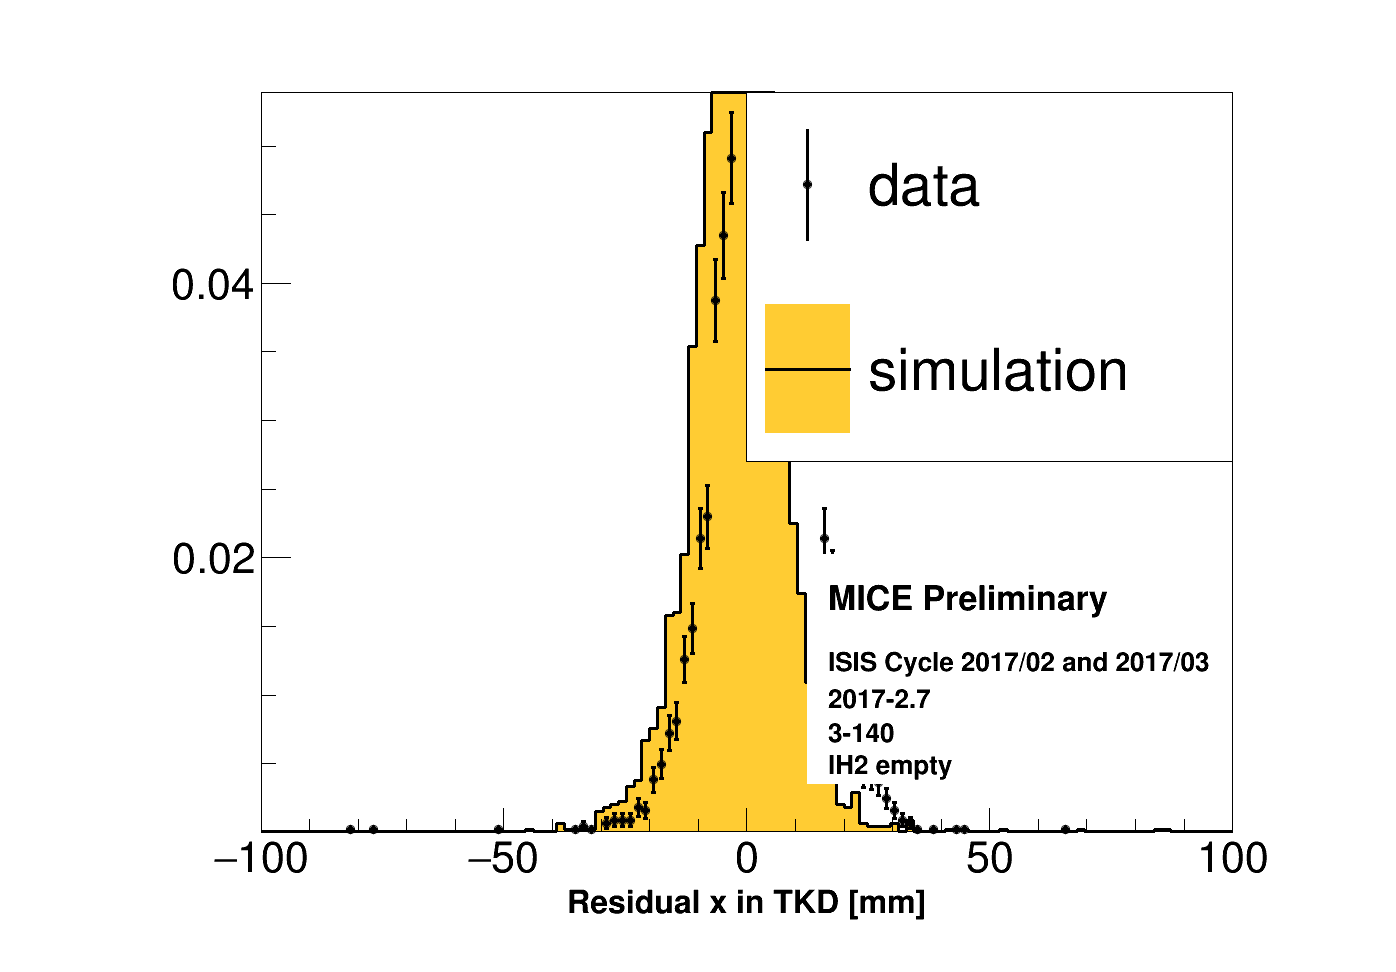 data
simulation
0.04
0.02
MICE Preliminary
ISIS Cycle 2017/02 and 2017/03
2017-2.7
3-140
IH2 empty
−100 −50 0 50 100
Residual x in TKD [mm]